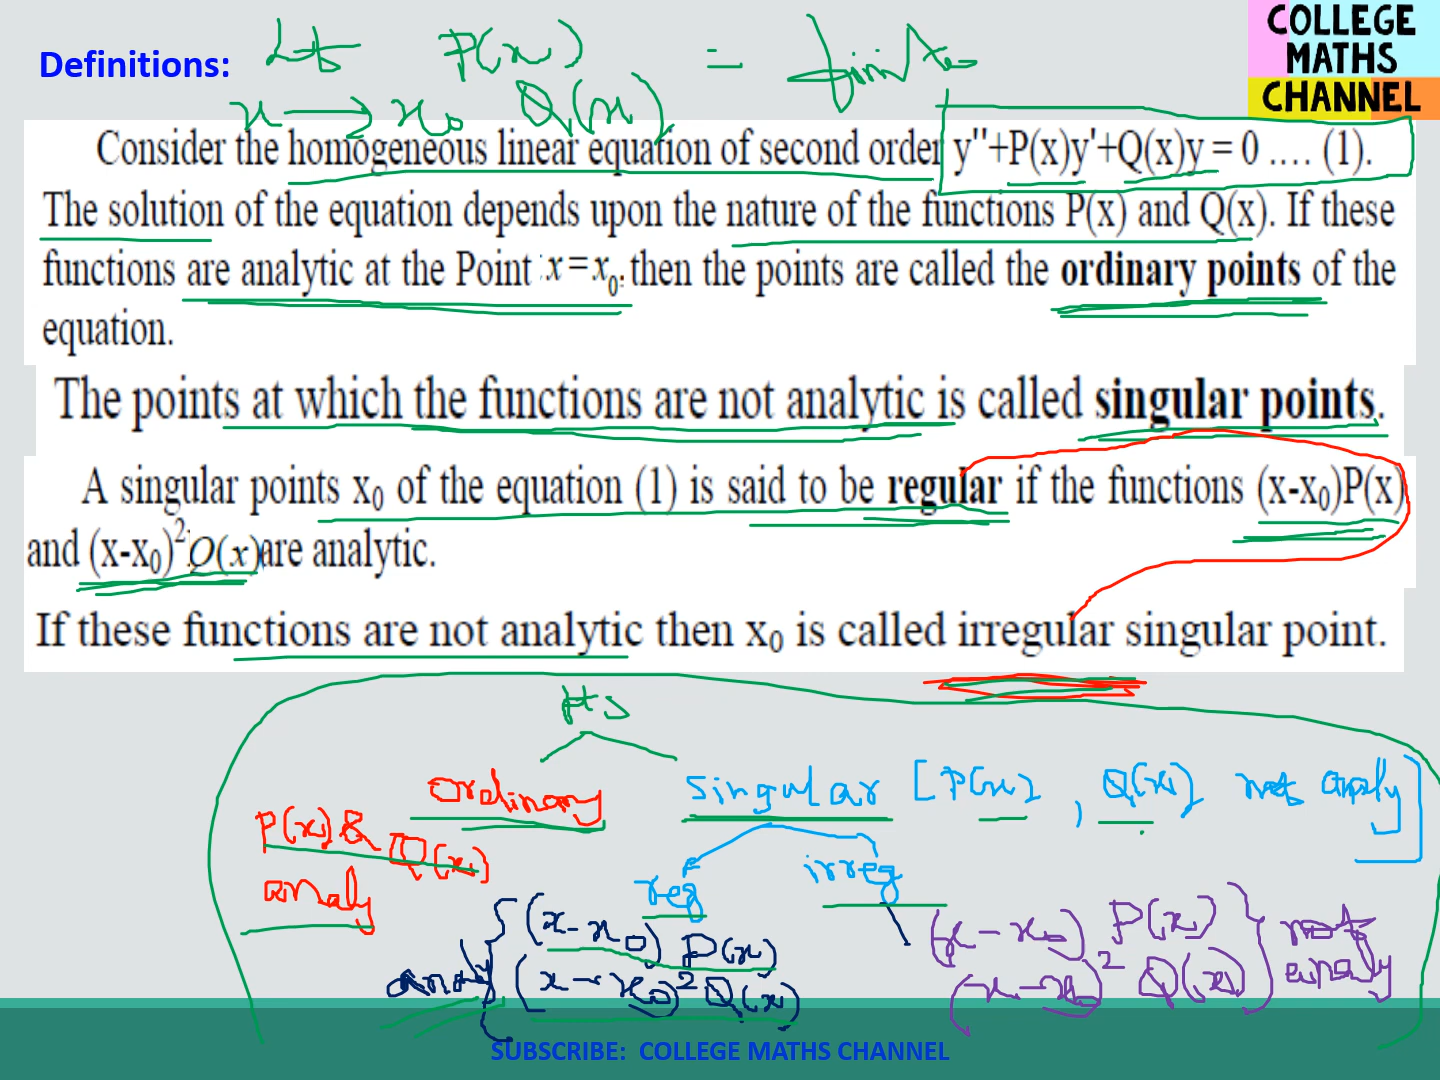 COLLEGE
MATHS
CHANNEL
Definitions:
P(x) = finite
x → x₀ Q(x)
Consider the homogeneous linear equation of second order y''+P(x)y'+Q(x)y = 0 .... (1).
The solution of the equation depends upon the nature of the functions P(x) and Q(x). If these
functions are analytic at the Point x = x₀, then the points are called the ordinary points of the
equation.
The points at which the functions are not analytic is called singular points.
A singular points x₀ of the equation (1) is said to be regular if the functions (x-x₀)P(x)
and (x-x₀)²Q(x) are analytic.
If these functions are not analytic then x₀ is called irregular singular point.
ordinary
singular [P(x), Q(x) not
P(x) & Q(x)
analy
reg
irreg
(x-x₀) P(x)
(x-x₀)² Q(x)
analy
(x-x₀) P(x)
(x-x₀)² Q(x)
not
analy
SUBSCRIBE: COLLEGE MATHS CHANNEL